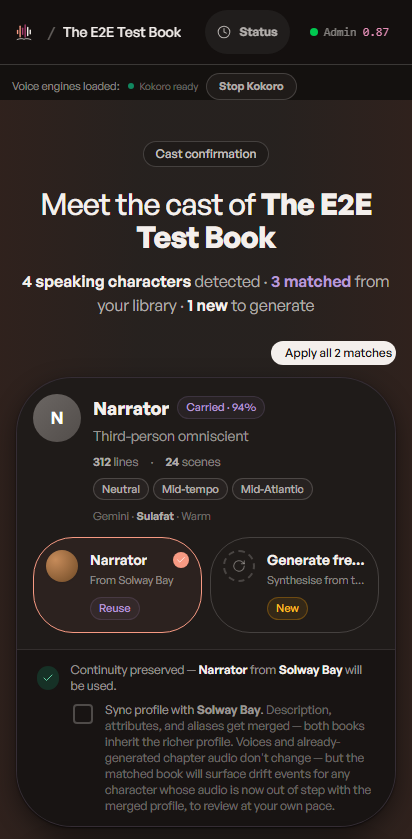 / The E2E Test Book Status Admin 0.87
Voice engines loaded: Kokoro ready Stop Kokoro
Cast confirmation
Meet the cast of The E2E
Test Book
4 speaking characters detected · 3 matched from
your library · 1 new to generate
Apply all 2 matches
N
Narrator Carried · 94%
Third-person omniscient
312 lines · 24 scenes
Neutral Mid-tempo Mid-Atlantic
Gemini · Sulafat · Warm
Narrator
From Solway Bay
Reuse
Generate fre...
Synthesise from t...
New
Continuity preserved — Narrator from Solway Bay will
be used.
Sync profile with Solway Bay. Description,
attributes, and aliases get merged — both books
inherit the richer profile. Voices and already-
generated chapter audio don't change — but the
matched book will surface drift events for any
character whose audio is now out of step with the
merged profile, to review at your own pace.